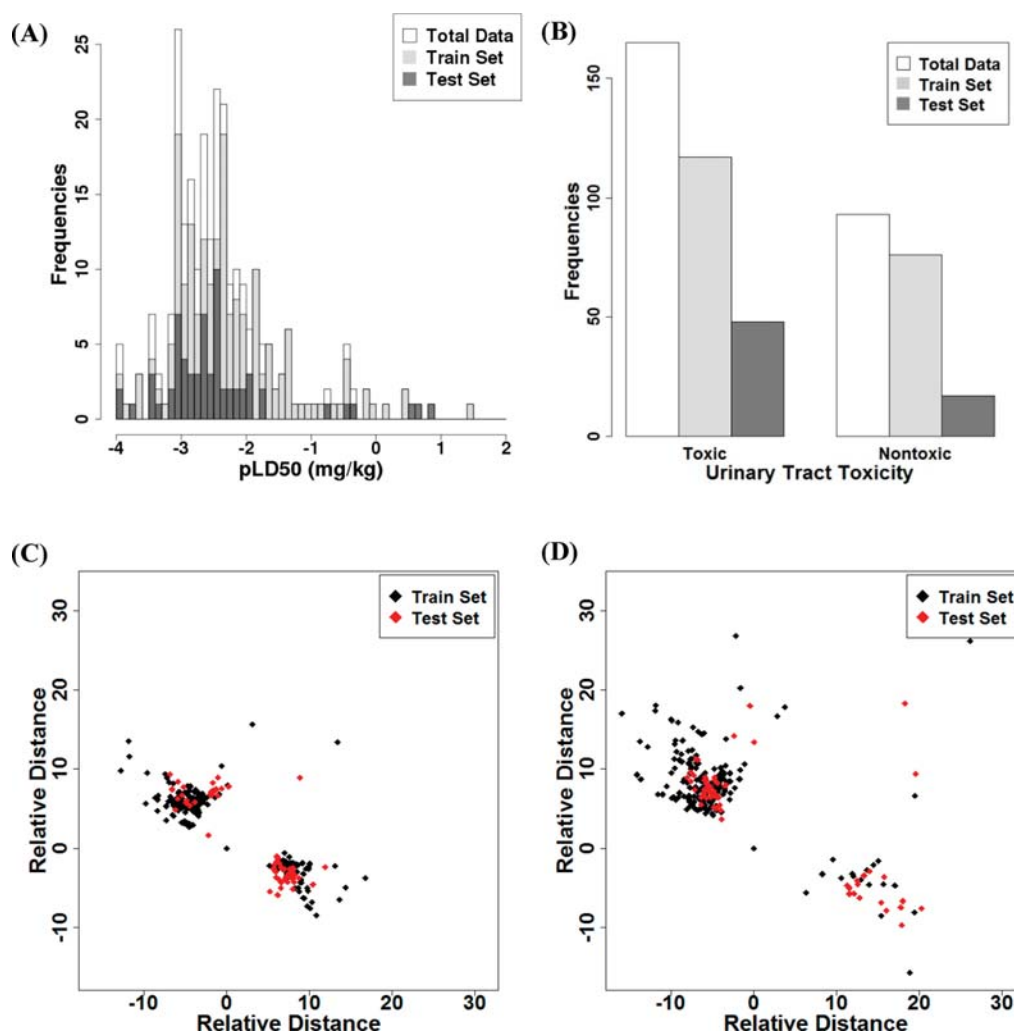 (A)
Total Data
Train Set
Test Set
Frequencies
0
5
10
15
20
25
-4
-3
-2
-1
0
1
2
pLD50 (mg/kg)
(B)
Total Data
Train Set
Test Set
Frequencies
0
50
100
150
Toxic
Nontoxic
Urinary Tract Toxicity
(C)
Train Set
Test Set
Relative Distance
-10
0
10
20
30
-10
0
10
20
30
Relative Distance
(D)
Train Set
Test Set
Relative Distance
-10
0
10
20
30
-10
0
10
20
30
Relative Distance